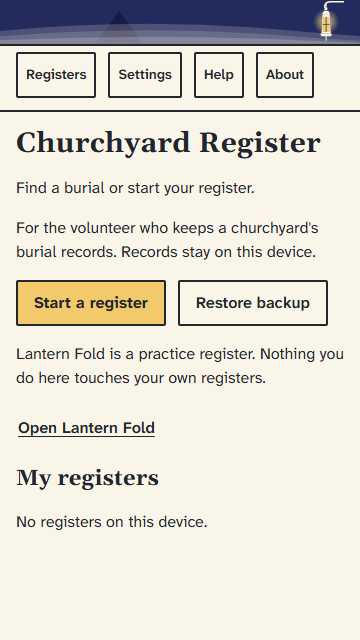 Registers
Settings
Help
About
Churchyard Register
Find a burial or start your register.
For the volunteer who keeps a churchyard's
burial records. Records stay on this device.
Start a register
Restore backup
Lantern Fold is a practice register. Nothing you
do here touches your own registers.
Open Lantern Fold
My registers
No registers on this device.